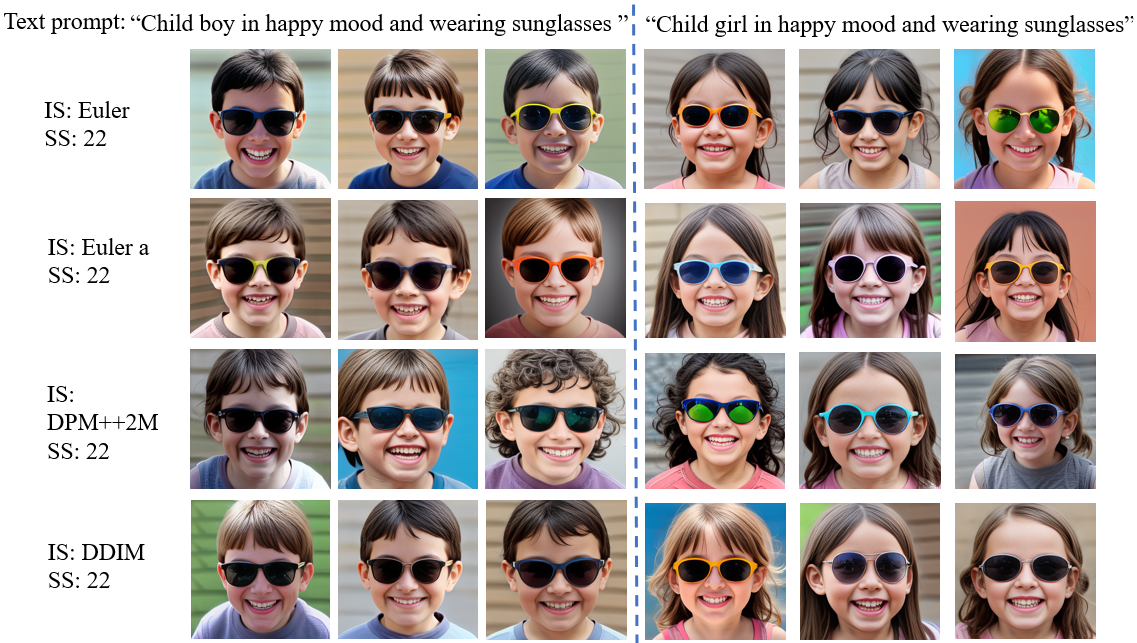 Text prompt: “Child boy in happy mood and wearing sunglasses ”
“Child girl in happy mood and wearing sunglasses”
IS: Euler
SS: 22
IS: Euler a
SS: 22
IS:
DPM++2M
SS: 22
IS: DDIM
SS: 22